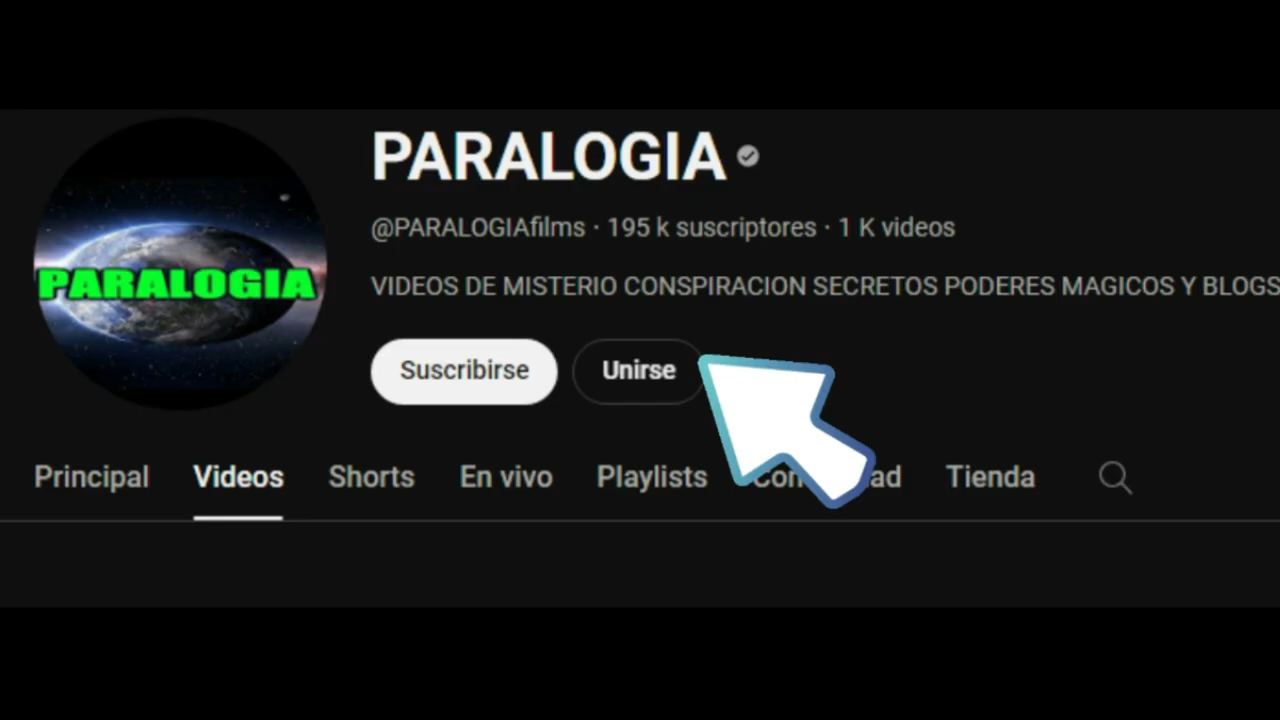 PARALOGIA
PARALOGIA
@PARALOGIAfilms · 195 k suscriptores · 1 K videos
VIDEOS DE MISTERIO CONSPIRACION SECRETOS PODERES MAGICOS Y BLOGS
Suscribirse Unirse
Principal Videos Shorts En vivo Playlists Tienda